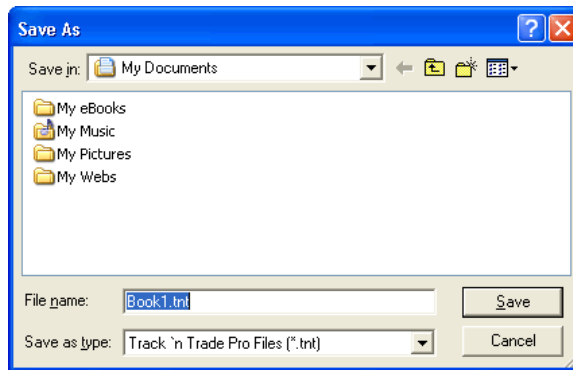 Save As
Save in: My Documents
My eBooks
My Music
My Pictures
My Webs
File name: Book1.tnt Save
Save as type: Track `n Trade Pro Files (*.tnt) Cancel